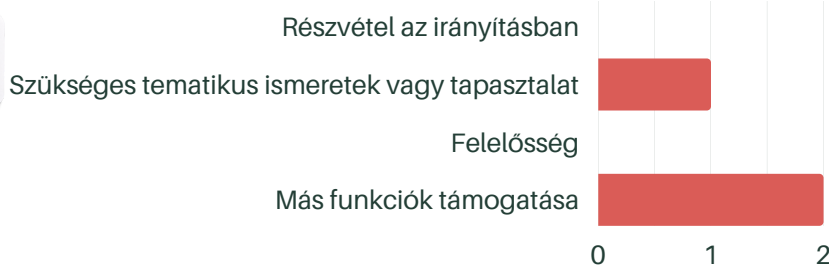 Részvétel az irányításban
Szükséges tematikus ismeretek vagy tapasztalat
Felelősség
Más funkciók támogatása
0 1 2